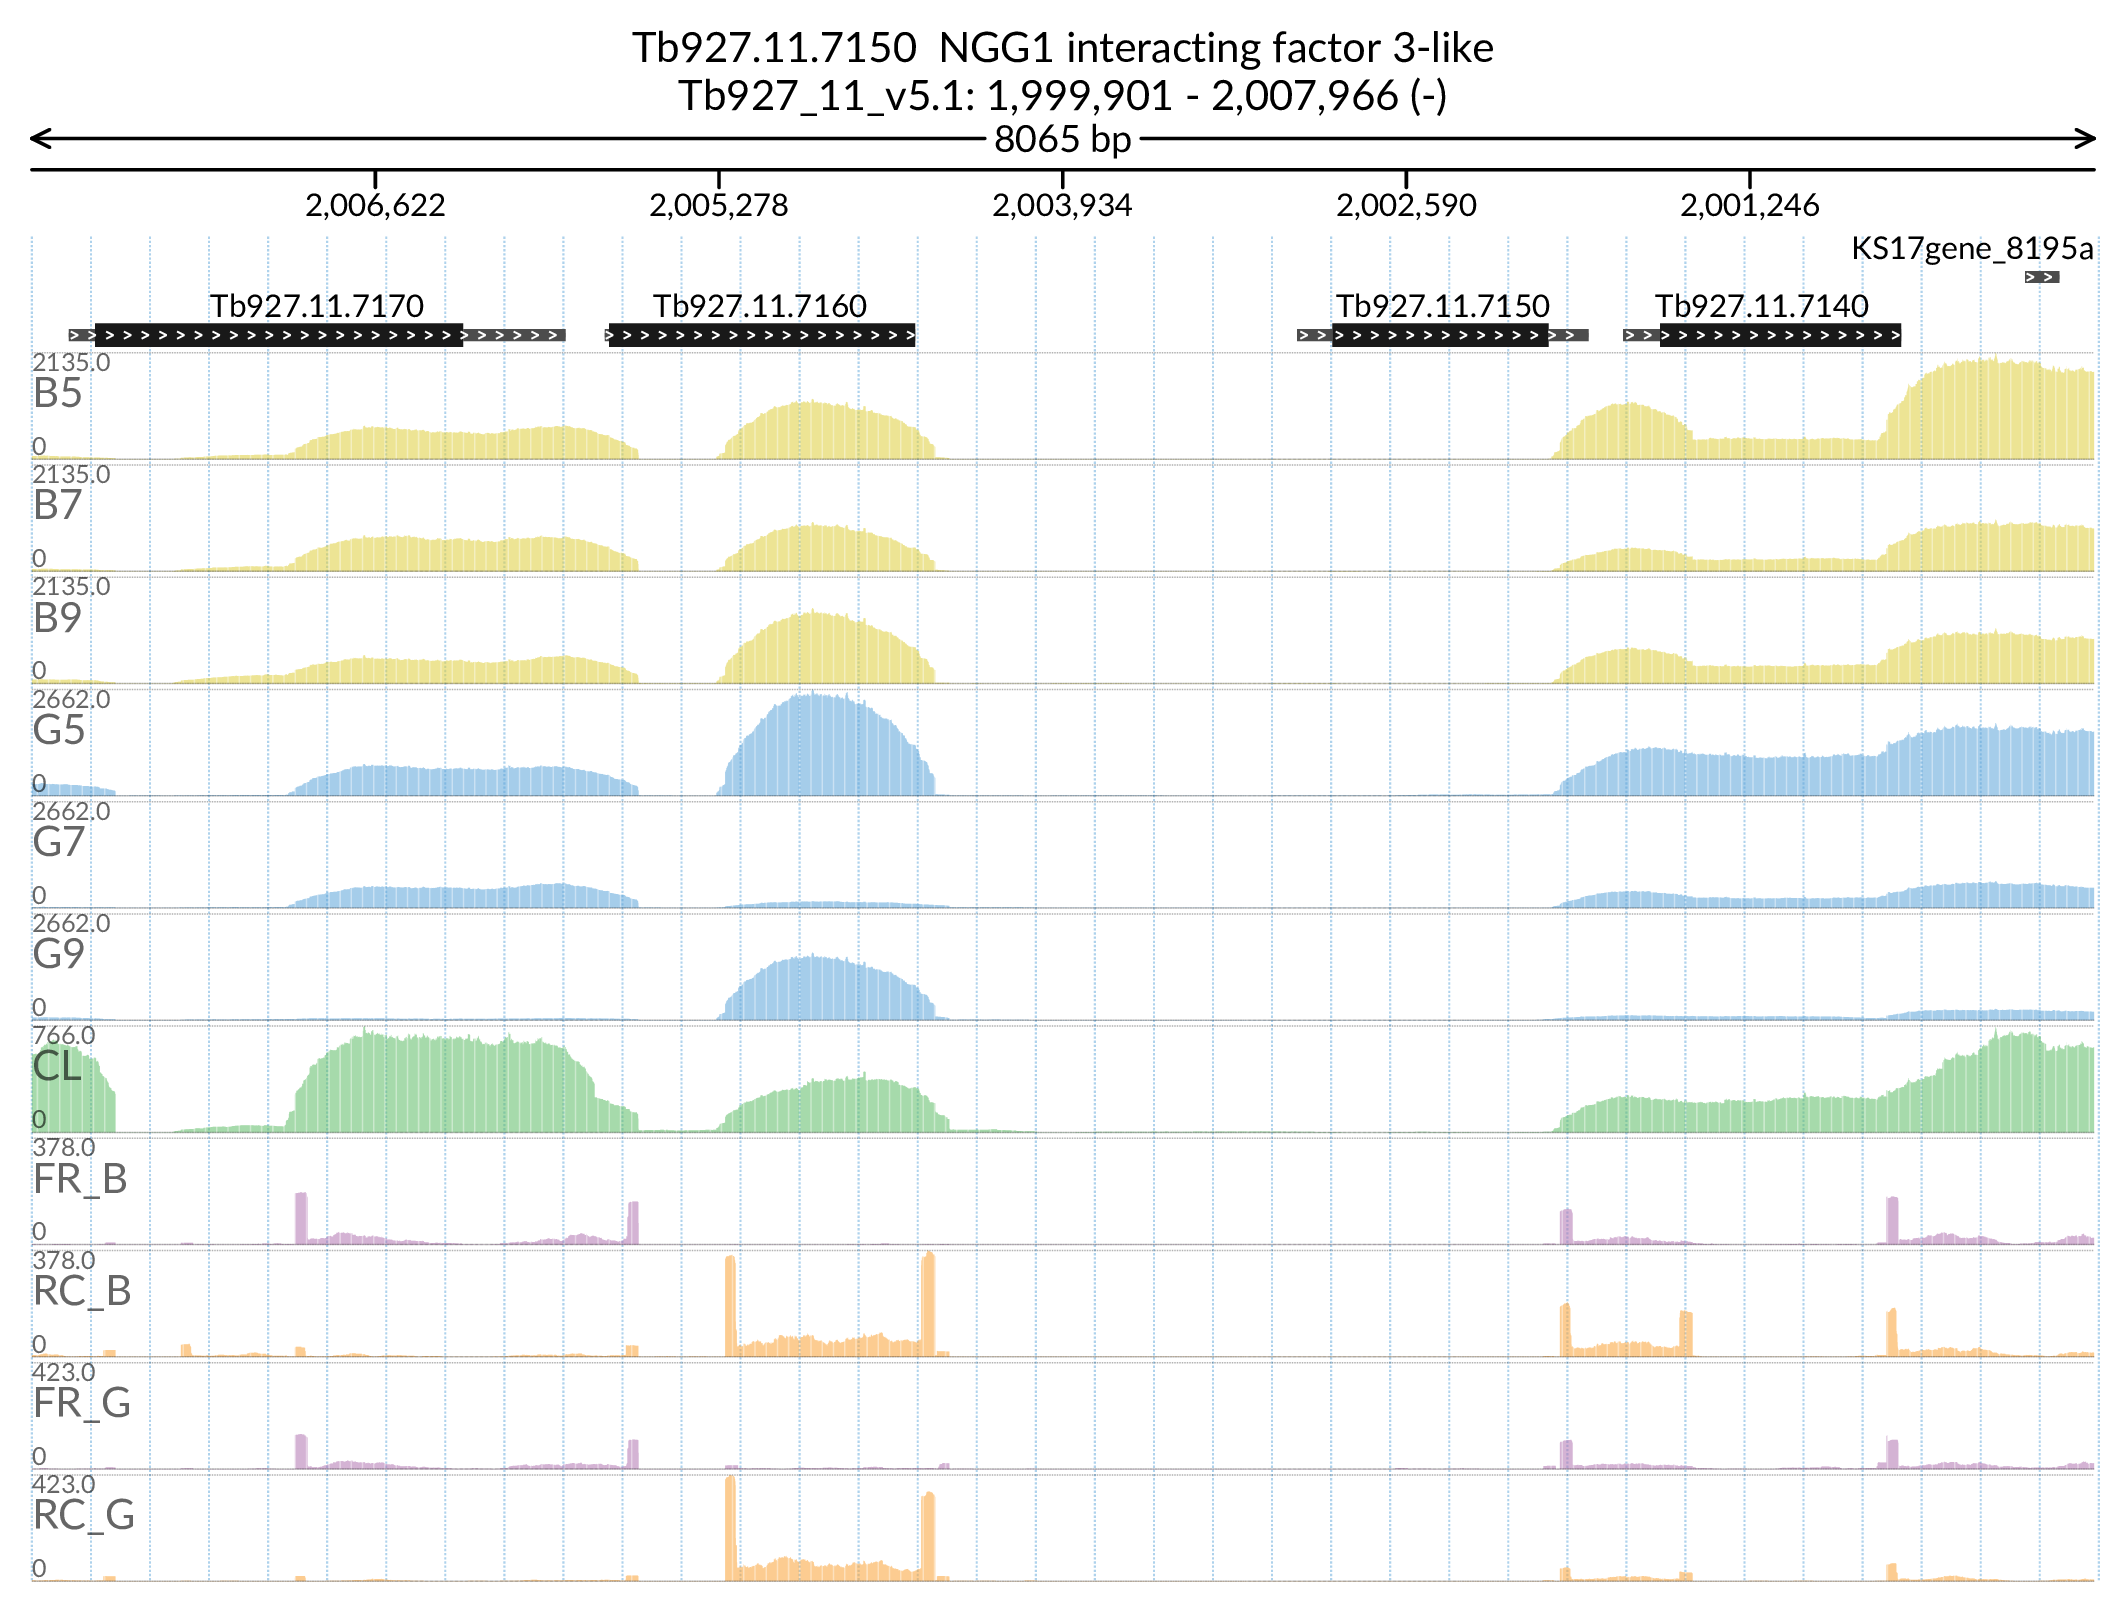 Tb927.11.7150 NGG1 interacting factor 3-like
Tb927_11_v5.1: 1,999,901 - 2,007,966 (-)
8065 bp
2,006,622 2,005,278 2,003,934 2,002,590 2,001,246
KS17gene_8195a
Tb927.11.7170 Tb927.11.7160 Tb927.11.7150 Tb927.11.7140
2135.0
B5
0
2135.0
B7
0
2135.0
B9
0
2662.0
G5
0
2662.0
G7
0
2662.0
G9
0
766.0
CL
0
378.0
FR_B
0
378.0
RC_B
0
423.0
FR_G
0
423.0
RC_G
0